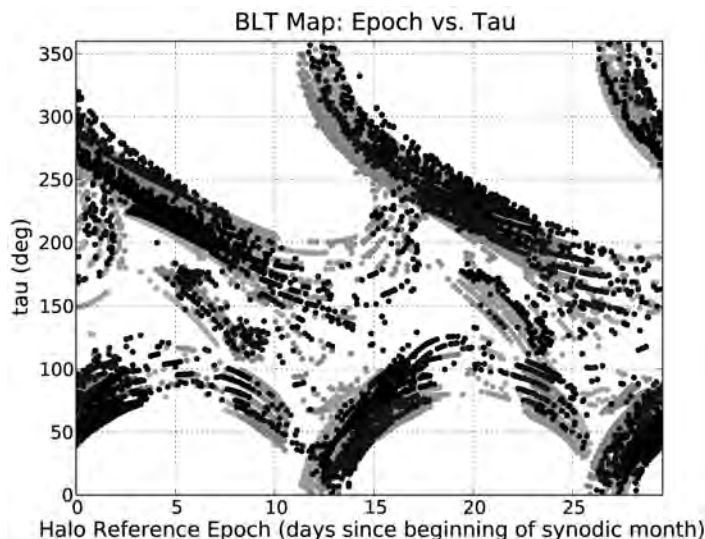 BLT Map: Epoch vs. Tau
350
300
250
200
150
100
50
0
tau (deg)
0 5 10 15 20 25
Halo Reference Epoch (days since beginning of synodic month)